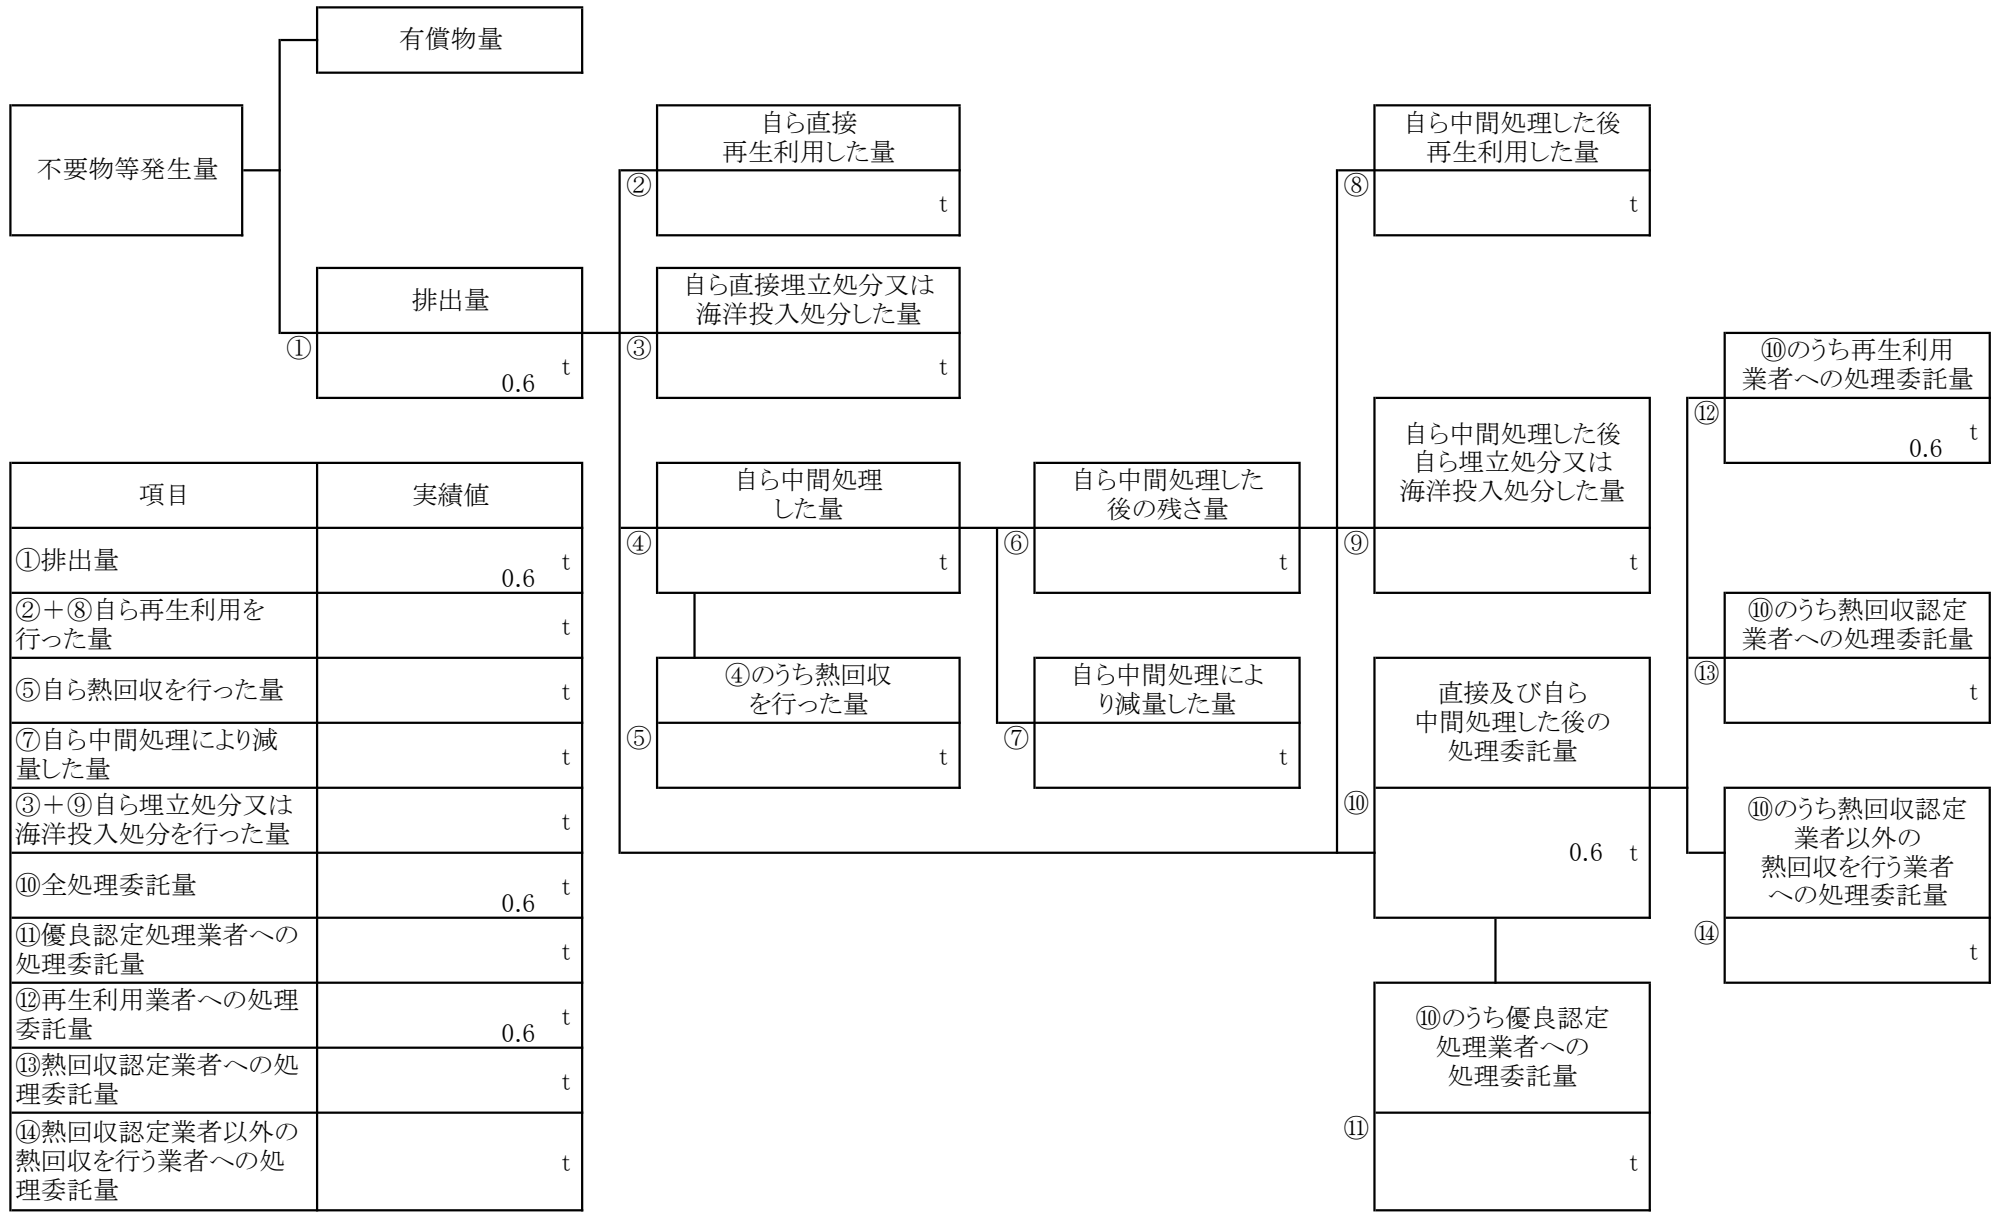 有償物量
不要物等発生量
排出量
①
0.6 t
自ら直接
再生利用した量
②
t
自ら直接埋立処分又は
海洋投入処分した量
③
t
自ら中間処理
した量
④
t
④のうち熱回収
を行った量
⑤
t
自ら中間処理した
後の残さ量
⑥
t
自ら中間処理によ
り減量した量
⑦
t
自ら中間処理した後
再生利用した量
⑧
t
自ら中間処理した後
自ら埋立処分又は
海洋投入処分した量
⑨
t
直接及び自ら
中間処理した後の
処理委託量
⑩
0.6 t
⑩のうち優良認定
処理業者への
処理委託量
⑪
t
⑩のうち再生利用
業者への処理委託量
⑫
0.6 t
⑩のうち熱回収認定
業者への処理委託量
⑬
t
⑩のうち熱回収認定
業者以外の
熱回収を行う業者
への処理委託量
⑭
t
項目 実績値
①排出量 0.6 t
②+⑧自ら再生利用を
行った量 t
⑤自ら熱回収を行った量 t
⑦自ら中間処理により減
量した量 t
③+⑨自ら埋立処分又は
海洋投入処分を行った量 t
⑩全処理委託量 0.6 t
⑪優良認定処理業者への
処理委託量 t
⑫再生利用業者への処理
委託量 0.6 t
⑬熱回収認定業者への処
理委託量 t
⑭熱回収認定業者以外の
熱回収を行う業者への処
理委託量 t